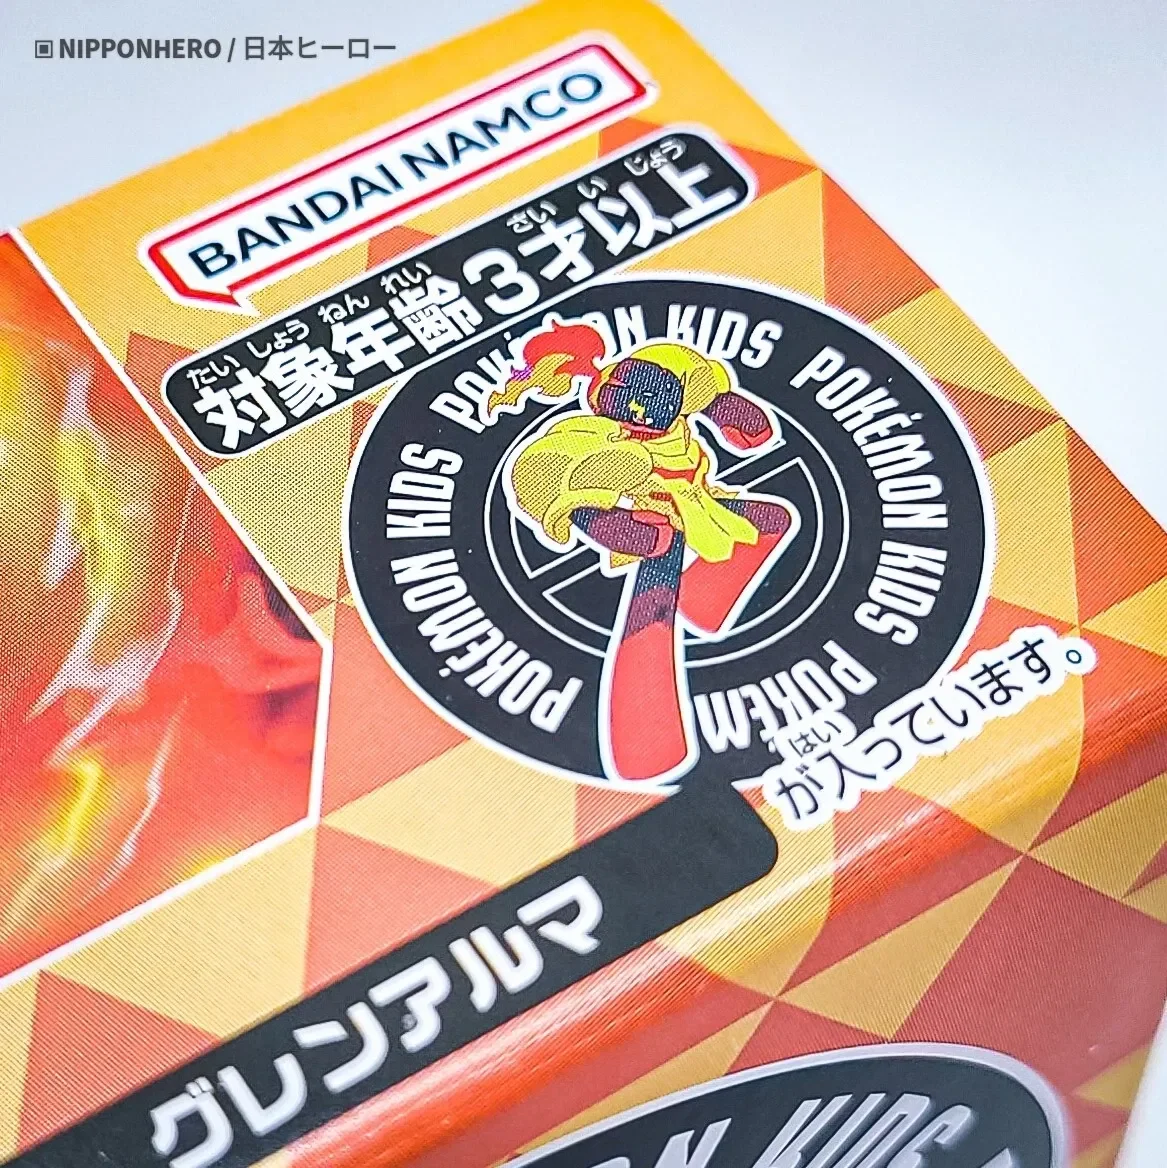 NIPPONHERO / 日本ヒーロー
BANDAI NAMCO
たいしょうねんれい さい い じょう
対象年齢3才以上
POKÉMON KIDS POKÉMON KIDS POKÉM
POKÉMON KIDS
はい
が入っています。
グレンアルマ
ON KIDS